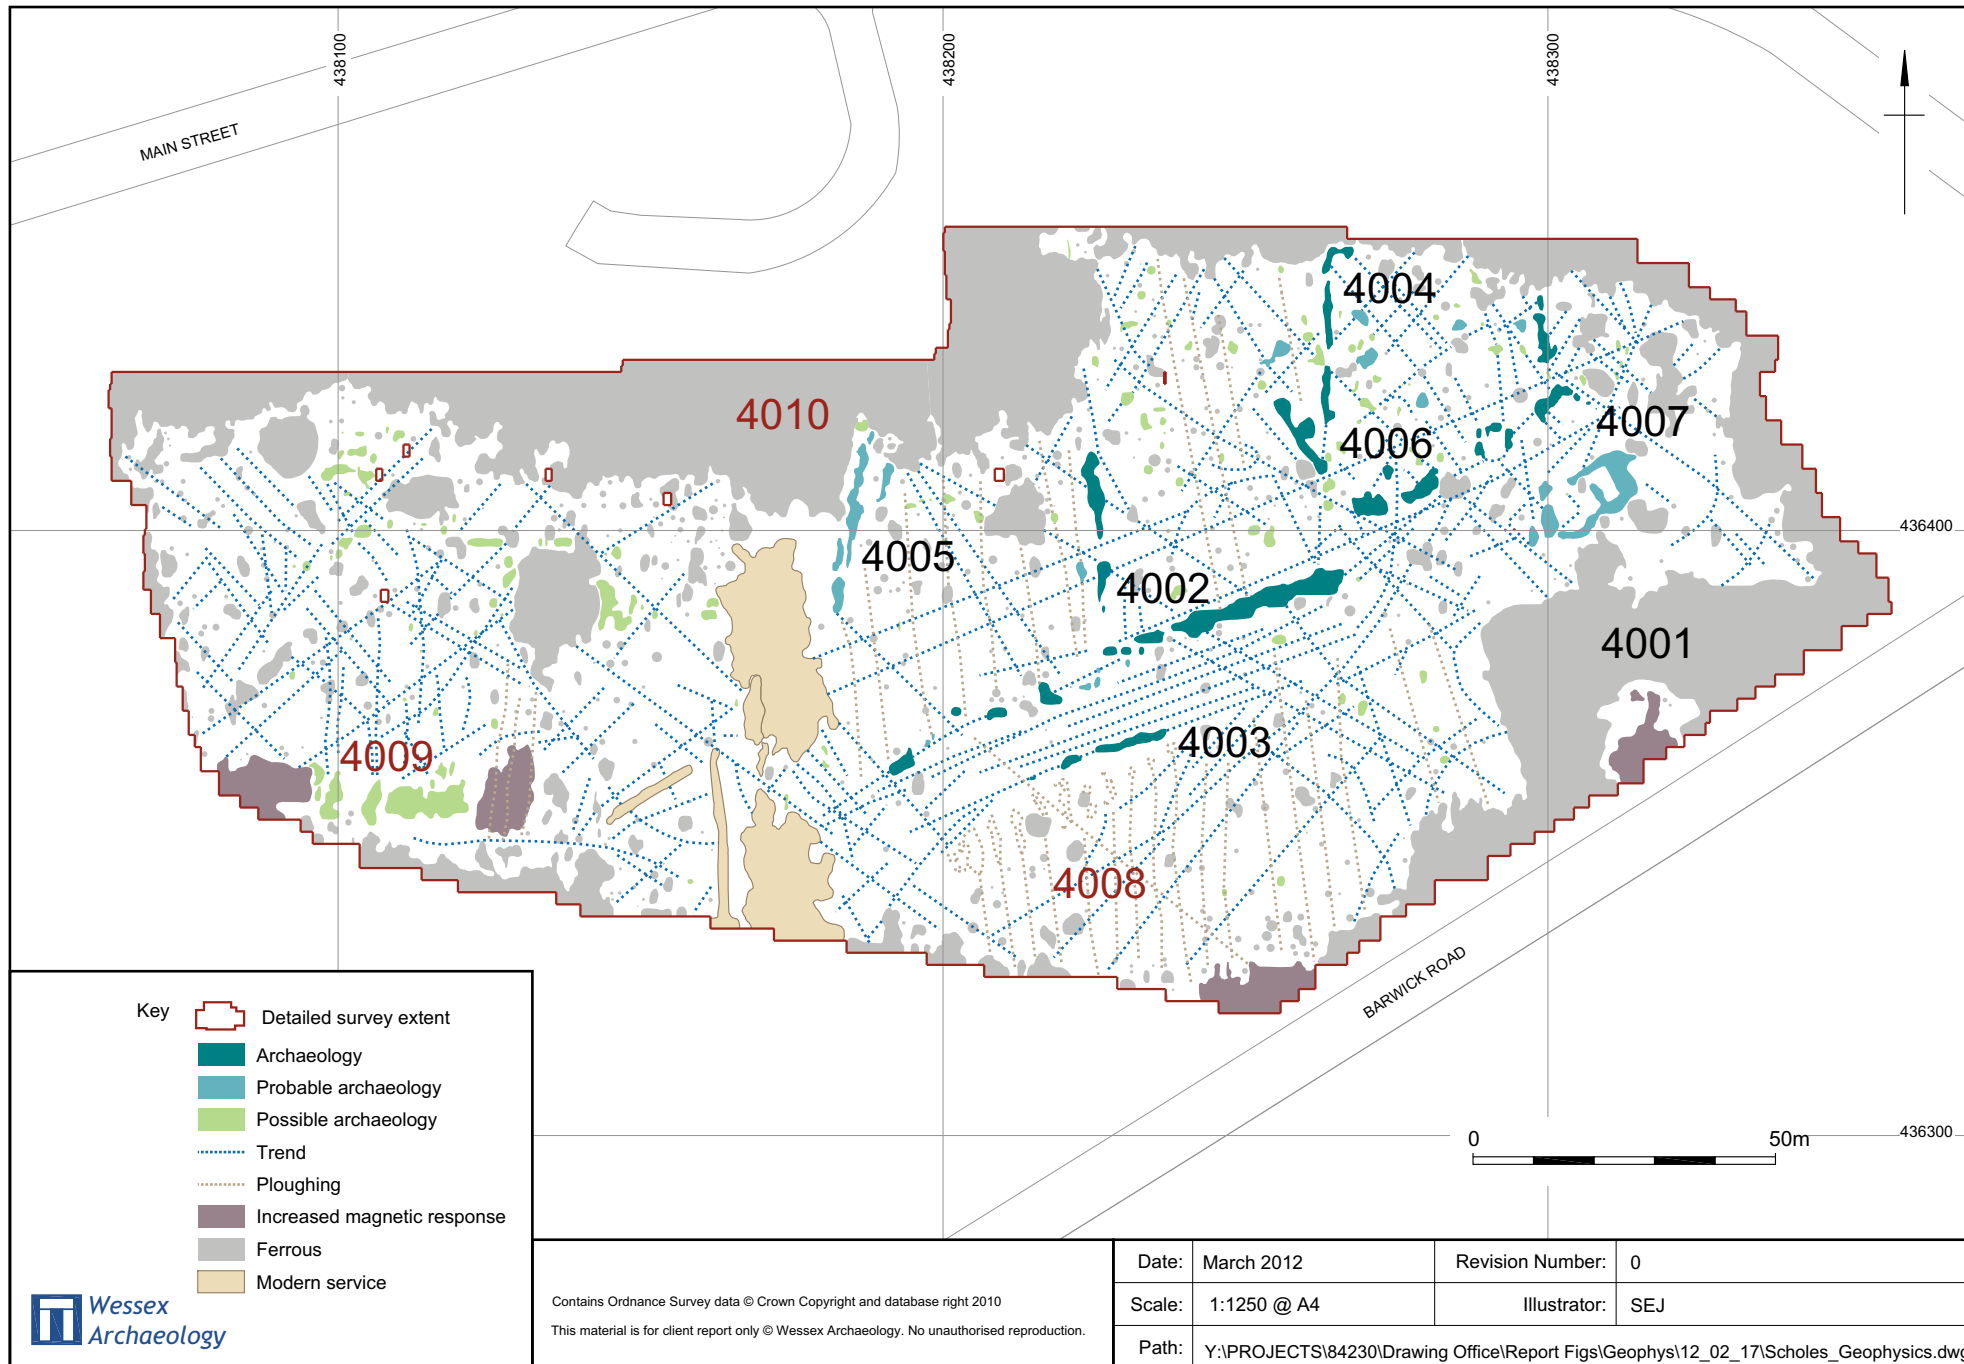 438100
438200
438300
MAIN STREET
4004
4010
4007
4006
436400
4005
4002
4001
4003
4009
4008
BARWICK ROAD
0 50m
436300
Key
Detailed survey extent
Archaeology
Probable archaeology
Possible archaeology
Trend
Ploughing
Increased magnetic response
Ferrous
Modern service
Wessex
Archaeology
Contains Ordnance Survey data © Crown Copyright and database right 2010
This material is for client report only © Wessex Archaeology. No unauthorised reproduction.
Date: March 2012 Revision Number: 0
Scale: 1:1250 @ A4 Illustrator: SEJ
Path: Y:\PROJECTS\84230\Drawing Office\Report Figs\Geophys\12_02_17\Scholes_Geophysics.dwg